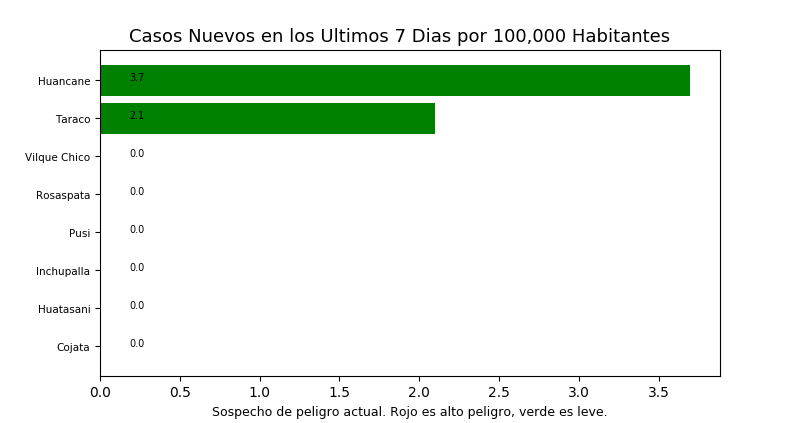 Casos Nuevos en los Ultimos 7 Dias por 100,000 Habitantes
Huancane 3.7
Taraco 2.1
Vilque Chico 0.0
Rosaspata 0.0
Pusi 0.0
Inchupalla 0.0
Huatasani 0.0
Cojata 0.0
0.0 0.5 1.0 1.5 2.0 2.5 3.0 3.5
Sospecho de peligro actual. Rojo es alto peligro, verde es leve.